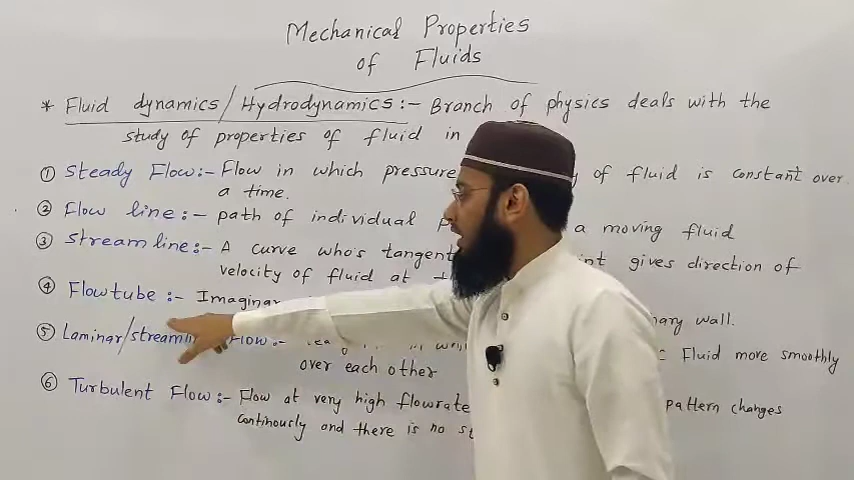 Mechanical Properties
of Fluids
* Fluid dynamics / Hydrodynamics :- Branch of physics deals with the
study of properties of fluid in
① Steady Flow :- Flow in which pressure of fluid is constant over
a time.
② Flow line :- path of individual a moving fluid
③ Stream line :- A curve who's tangent gives direction of
velocity of fluid at
④ Flow tube :- wall.
⑤ Laminar/ Flow :- Fluid move smoothly
over each other
⑥ Turbulent Flow :- Flow at very high flowrate pattern changes
continously and there is no